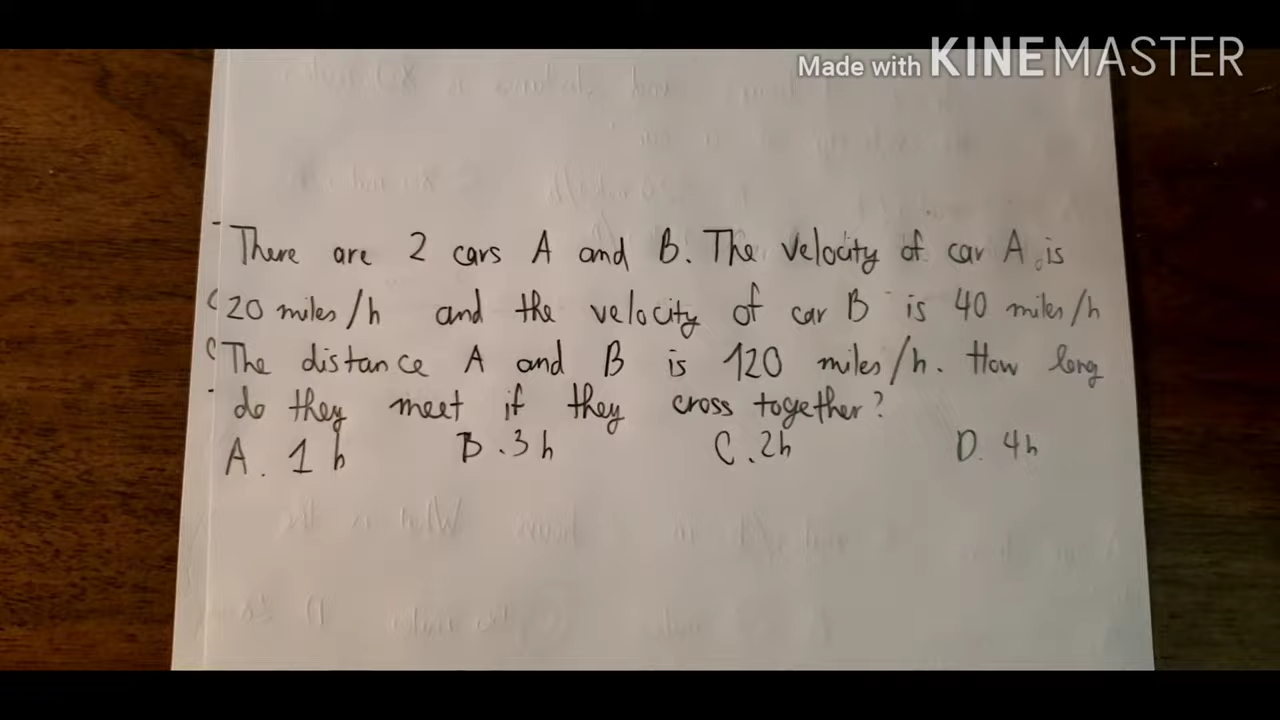 Made with KINEMASTER
There are 2 cars A and B. The velocity of car A is
20 miles/h and the velocity of car B is 40 miles/h
The distance A and B is 120 miles/h. How long
do they meet if they cross together?
A. 1 h B. 3 h C. 2h D. 4h